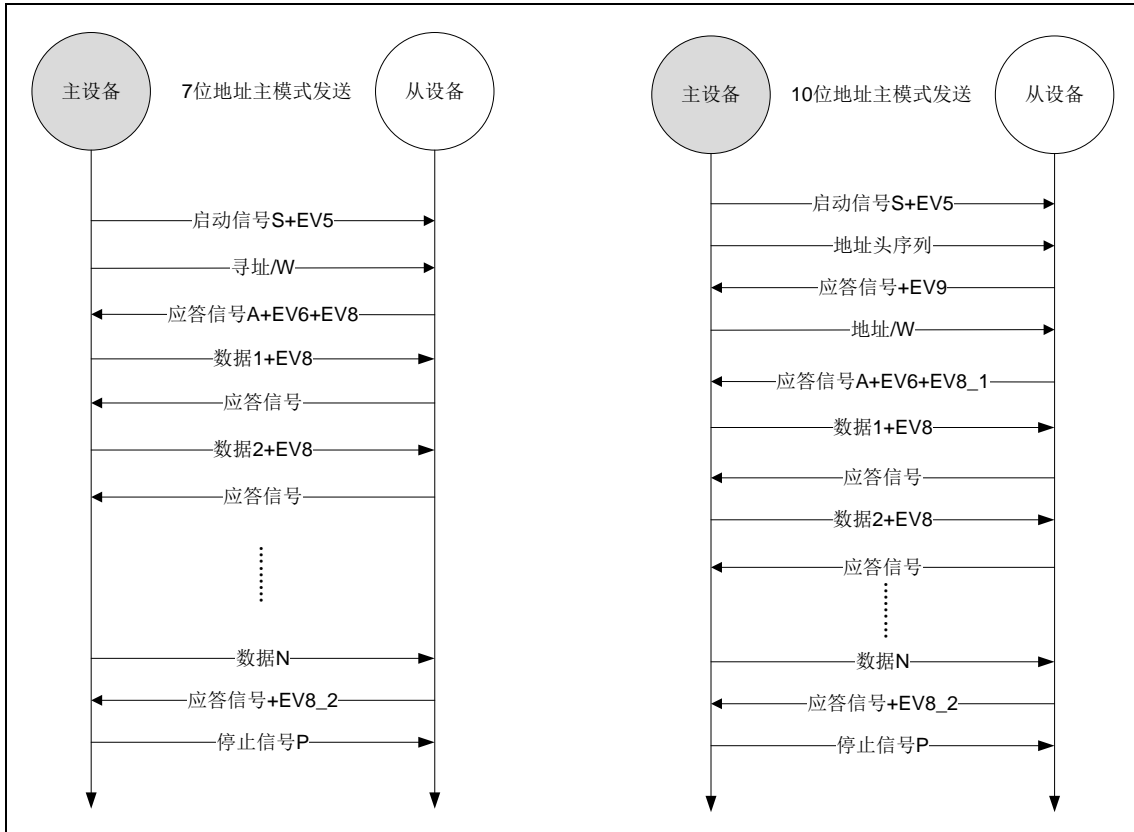 主设备
7位地址主模式发送
从设备
启动信号S+EV5
寻址/W
应答信号A+EV6+EV8
数据1+EV8
应答信号
数据2+EV8
应答信号
数据N
应答信号+EV8_2
停止信号P
主设备
10位地址主模式发送
从设备
启动信号S+EV5
地址头序列
应答信号+EV9
地址/W
应答信号A+EV6+EV8_1
数据1+EV8
应答信号
数据2+EV8
应答信号
数据N
应答信号+EV8_2
停止信号P